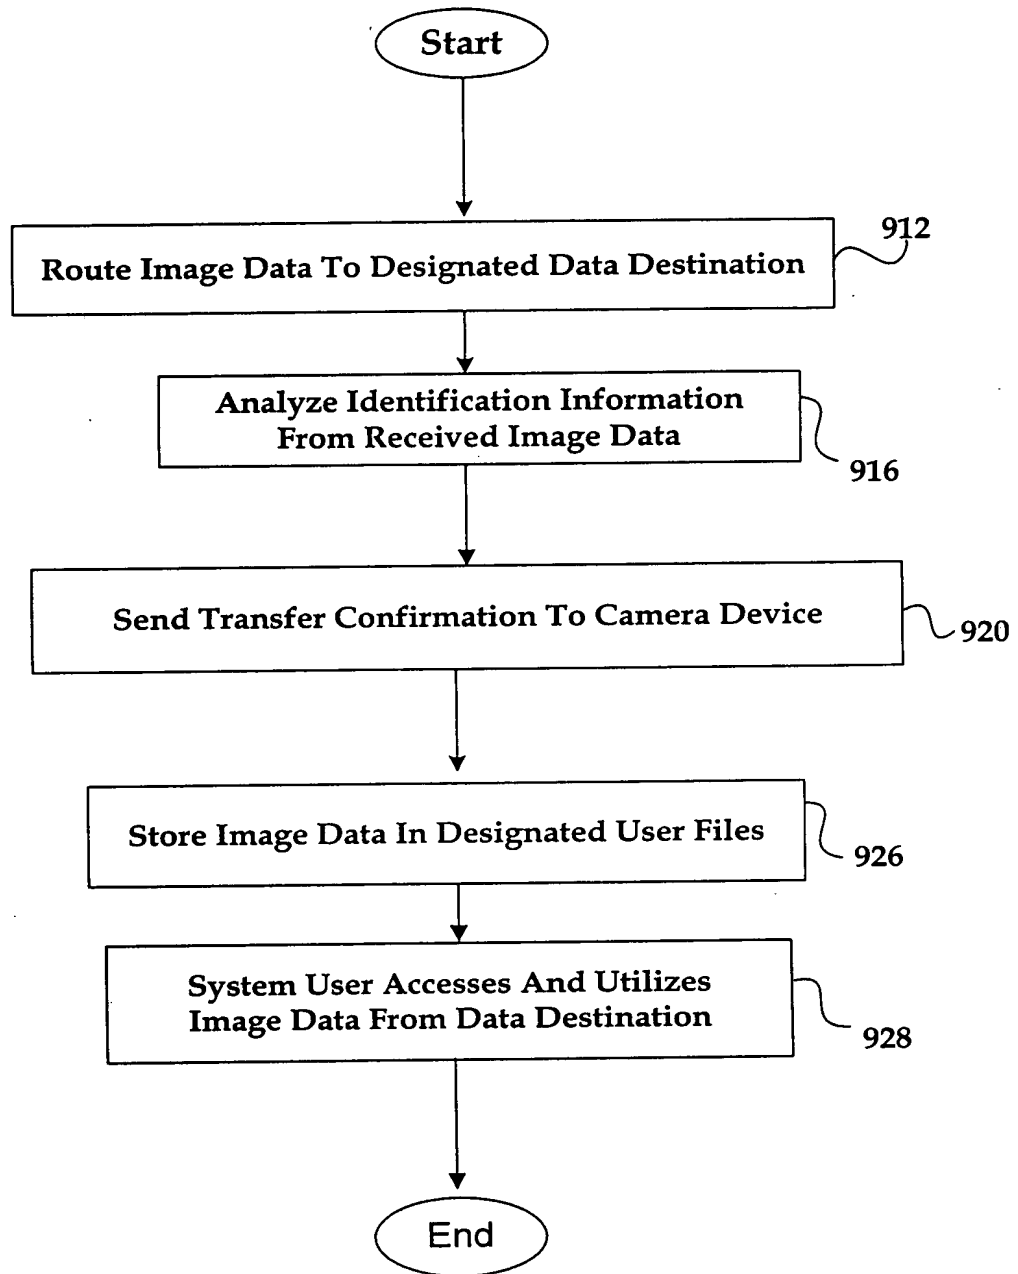 Start
Route Image Data To Designated Data Destination
912
Analyze Identification Information
From Received Image Data
916
Send Transfer Confirmation To Camera Device
920
Store Image Data In Designated User Files
926
System User Accesses And Utilizes
Image Data From Data Destination
928
End